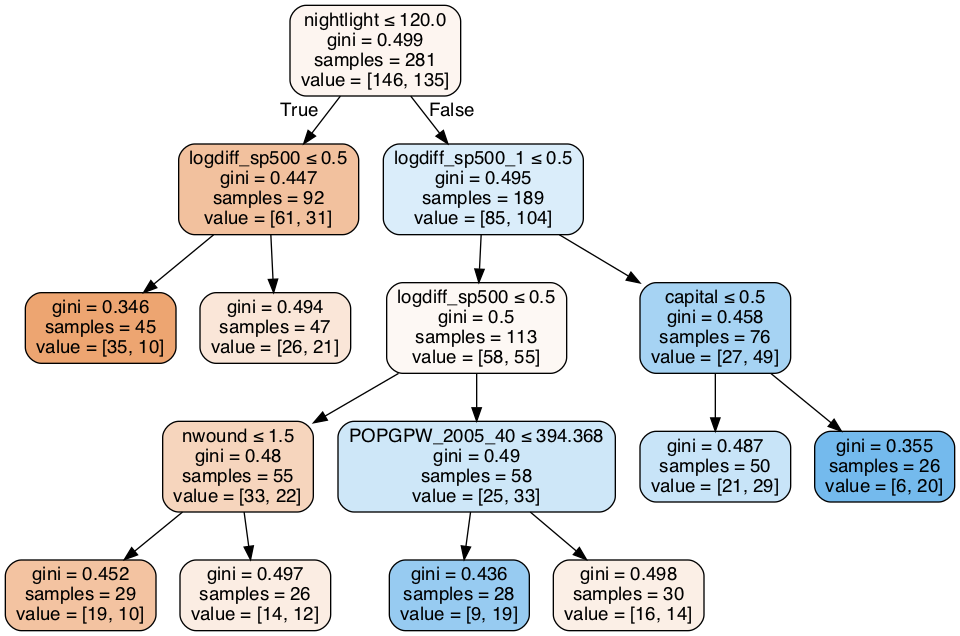 nightlight ≤ 120.0
gini = 0.499
samples = 281
value = [146, 135]
True
False
logdiff_sp500 ≤ 0.5
gini = 0.447
samples = 92
value = [61, 31]
logdiff_sp500_1 ≤ 0.5
gini = 0.495
samples = 189
value = [85, 104]
gini = 0.346
samples = 45
value = [35, 10]
gini = 0.494
samples = 47
value = [26, 21]
logdiff_sp500 ≤ 0.5
gini = 0.5
samples = 113
value = [58, 55]
capital ≤ 0.5
gini = 0.458
samples = 76
value = [27, 49]
nwound ≤ 1.5
gini = 0.48
samples = 55
value = [33, 22]
POPGPW_2005_40 ≤ 394.368
gini = 0.49
samples = 58
value = [25, 33]
gini = 0.487
samples = 50
value = [21, 29]
gini = 0.355
samples = 26
value = [6, 20]
gini = 0.452
samples = 29
value = [19, 10]
gini = 0.497
samples = 26
value = [14, 12]
gini = 0.436
samples = 28
value = [9, 19]
gini = 0.498
samples = 30
value = [16, 14]